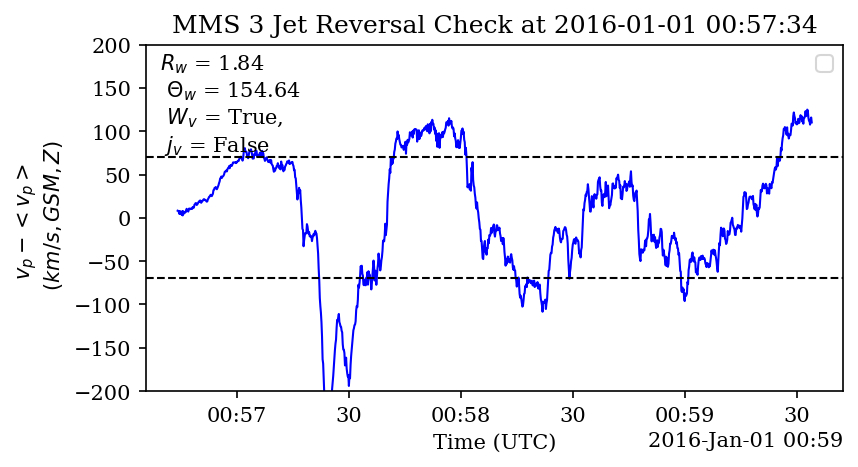 MMS 3 Jet Reversal Check at 2016-01-01 00:57:34
R_w = 1.84
Θ_w = 154.64
W_v = True,
j_v = False
v_p − < v_p >
(km/s, GSM, Z)
200
150
100
50
0
−50
−100
−150
−200
00:57 30 00:58 30 00:59 30
Time (UTC) 2016-Jan-01 00:59